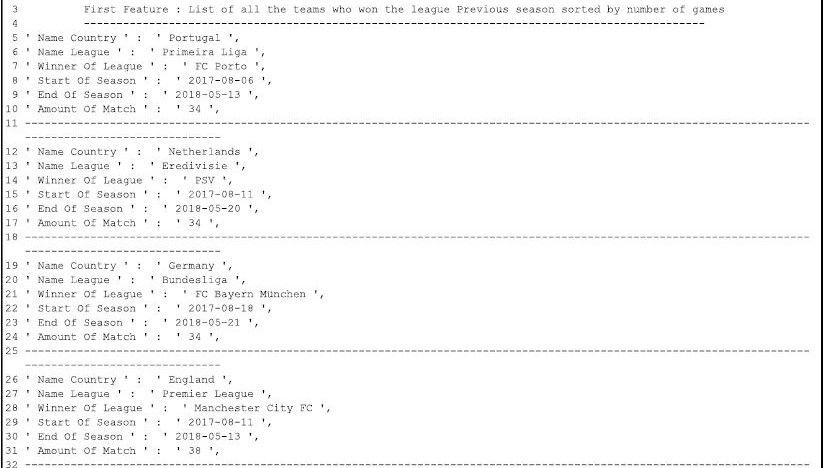 3 First Feature : List of all the teams who won the league Previous season sorted by number of games
4 -----------------------------------------------------------------------------------------------
5 ' Name Country ' : ' Portugal ',
6 ' Name League ' : ' Primeira Liga ',
7 ' Winner Of League ' : ' FC Porto ',
8 ' Start Of Season ' : ' 2017-08-06 ',
9 ' End Of Season ' : ' 2018-05-13 ',
10 ' Amount Of Match ' : ' 34 ',
11 ------------------------------------------------------------------------------------------------------------------------
------------------------------
12 ' Name Country ' : ' Netherlands ',
13 ' Name League ' : ' Eredivisie ',
14 ' Winner Of League ' : ' PSV ',
15 ' Start Of Season ' : ' 2017-08-11 ',
16 ' End Of Season ' : ' 2018-05-20 ',
17 ' Amount Of Match ' : ' 34 ',
18 ------------------------------------------------------------------------------------------------------------------------
------------------------------
19 ' Name Country ' : ' Germany ',
20 ' Name League ' : ' Bundesliga ',
21 ' Winner Of League ' : ' FC Bayern München ',
22 ' Start Of Season ' : ' 2017-08-18 ',
23 ' End Of Season ' : ' 2018-05-21 ',
24 ' Amount Of Match ' : ' 34 ',
25 ------------------------------------------------------------------------------------------------------------------------
------------------------------
26 ' Name Country ' : ' England ',
27 ' Name League ' : ' Premier League ',
28 ' Winner Of League ' : ' Manchester City FC ',
29 ' Start Of Season ' : ' 2017-08-11 ',
30 ' End Of Season ' : ' 2018-05-13 ',
31 ' Amount Of Match ' : ' 38 ',
32 ------------------------------------------------------------------------------------------------------------------------